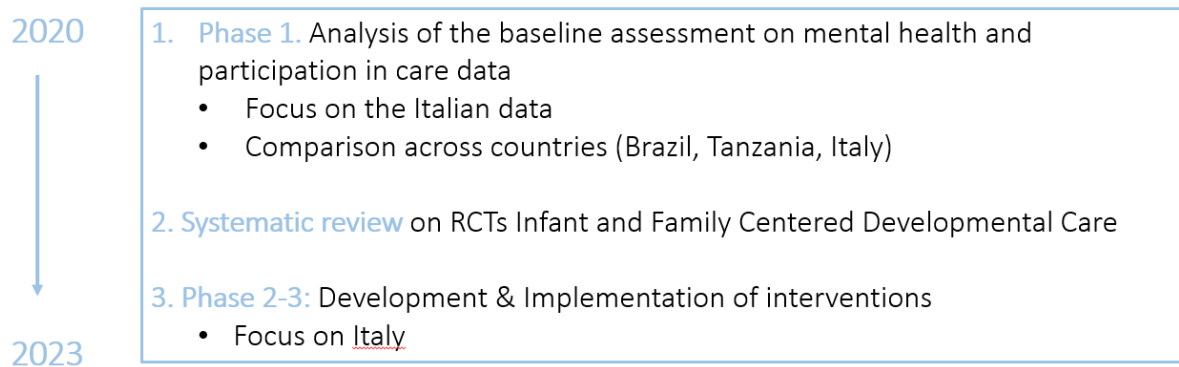 2020
1. Phase 1. Analysis of the baseline assessment on mental health and
participation in care data
• Focus on the Italian data
• Comparison across countries (Brazil, Tanzania, Italy)
2. Systematic review on RCTs Infant and Family Centered Developmental Care
3. Phase 2-3: Development & Implementation of interventions
• Focus on Italy
2023